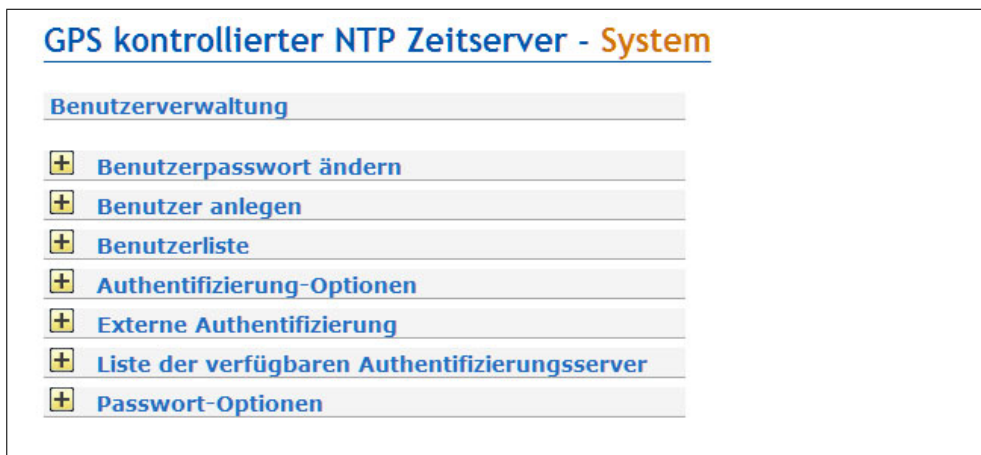 GPS kontrollierter NTP Zeitserver - System
Benutzerverwaltung
Benutzerpasswort ändern
Benutzer anlegen
Benutzerliste
Authentifizierung-Optionen
Externe Authentifizierung
Liste der verfügbaren Authentifizierungsserver
Passwort-Optionen